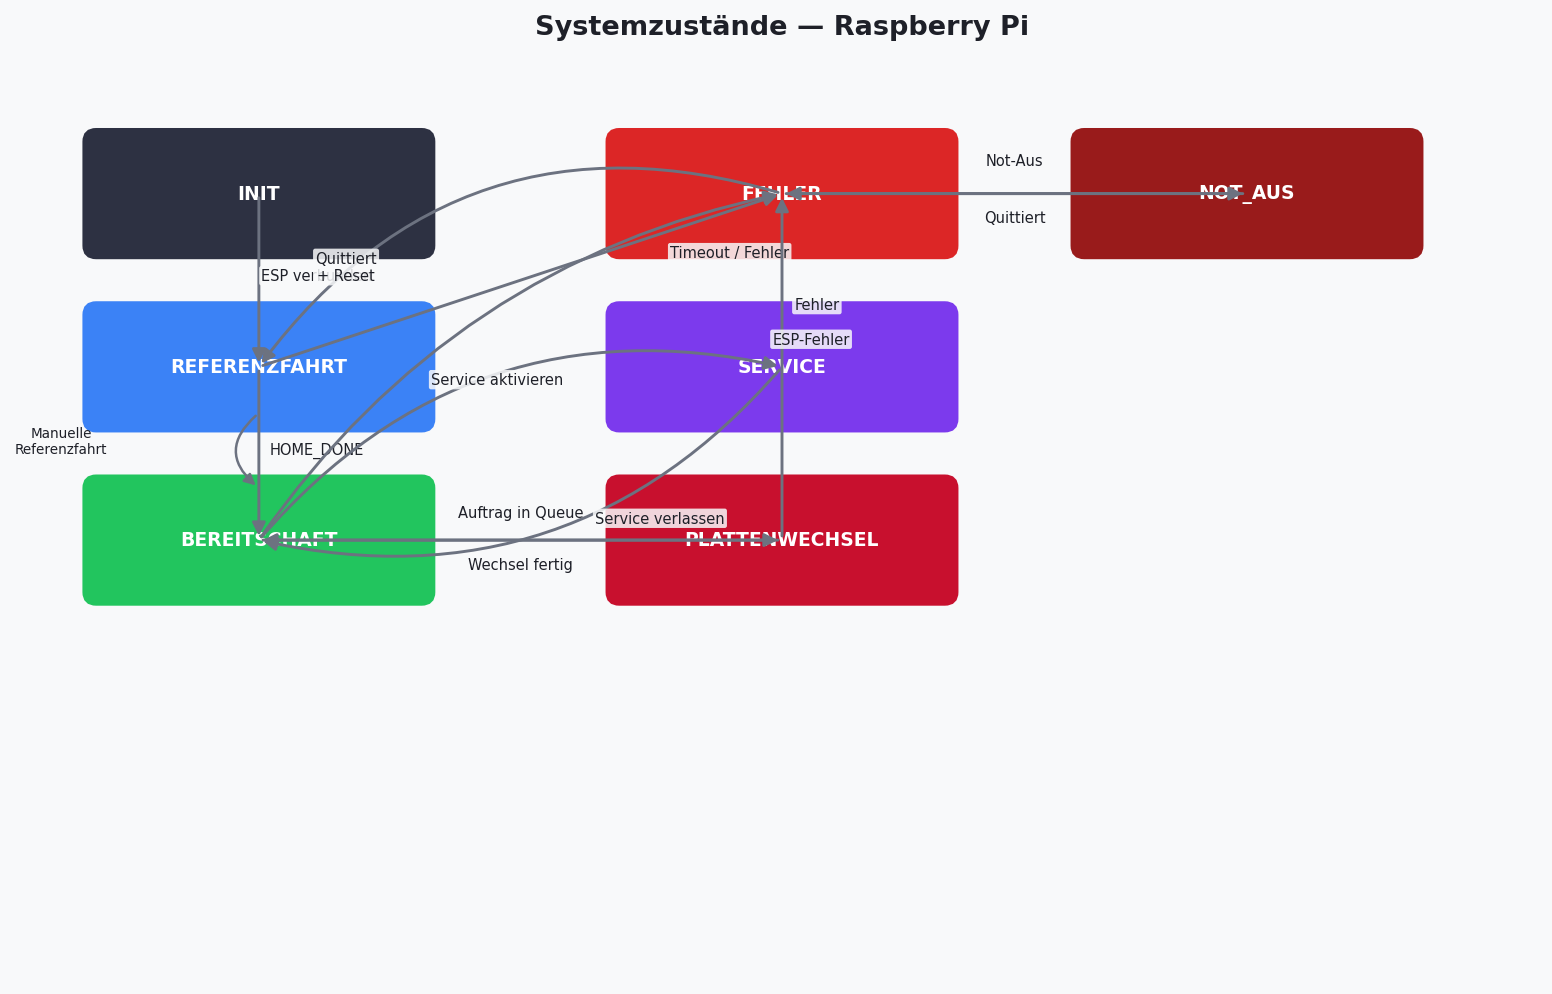 Systemzustände — Raspberry Pi
Not-Aus
INIT
FEHLER
NOT_AUS
Quittiert
Timeout / Fehler
Quittiert
+ Reset
ESP
Fehler
ESP-Fehler
REFERENZFAHRT
SERVICE
Service aktivieren
Manuelle
Referenzfahrt
HOME_DONE
Auftrag in Queue
Service verlassen
BEREITSCHAFT
PLATTENWECHSEL
Wechsel fertig